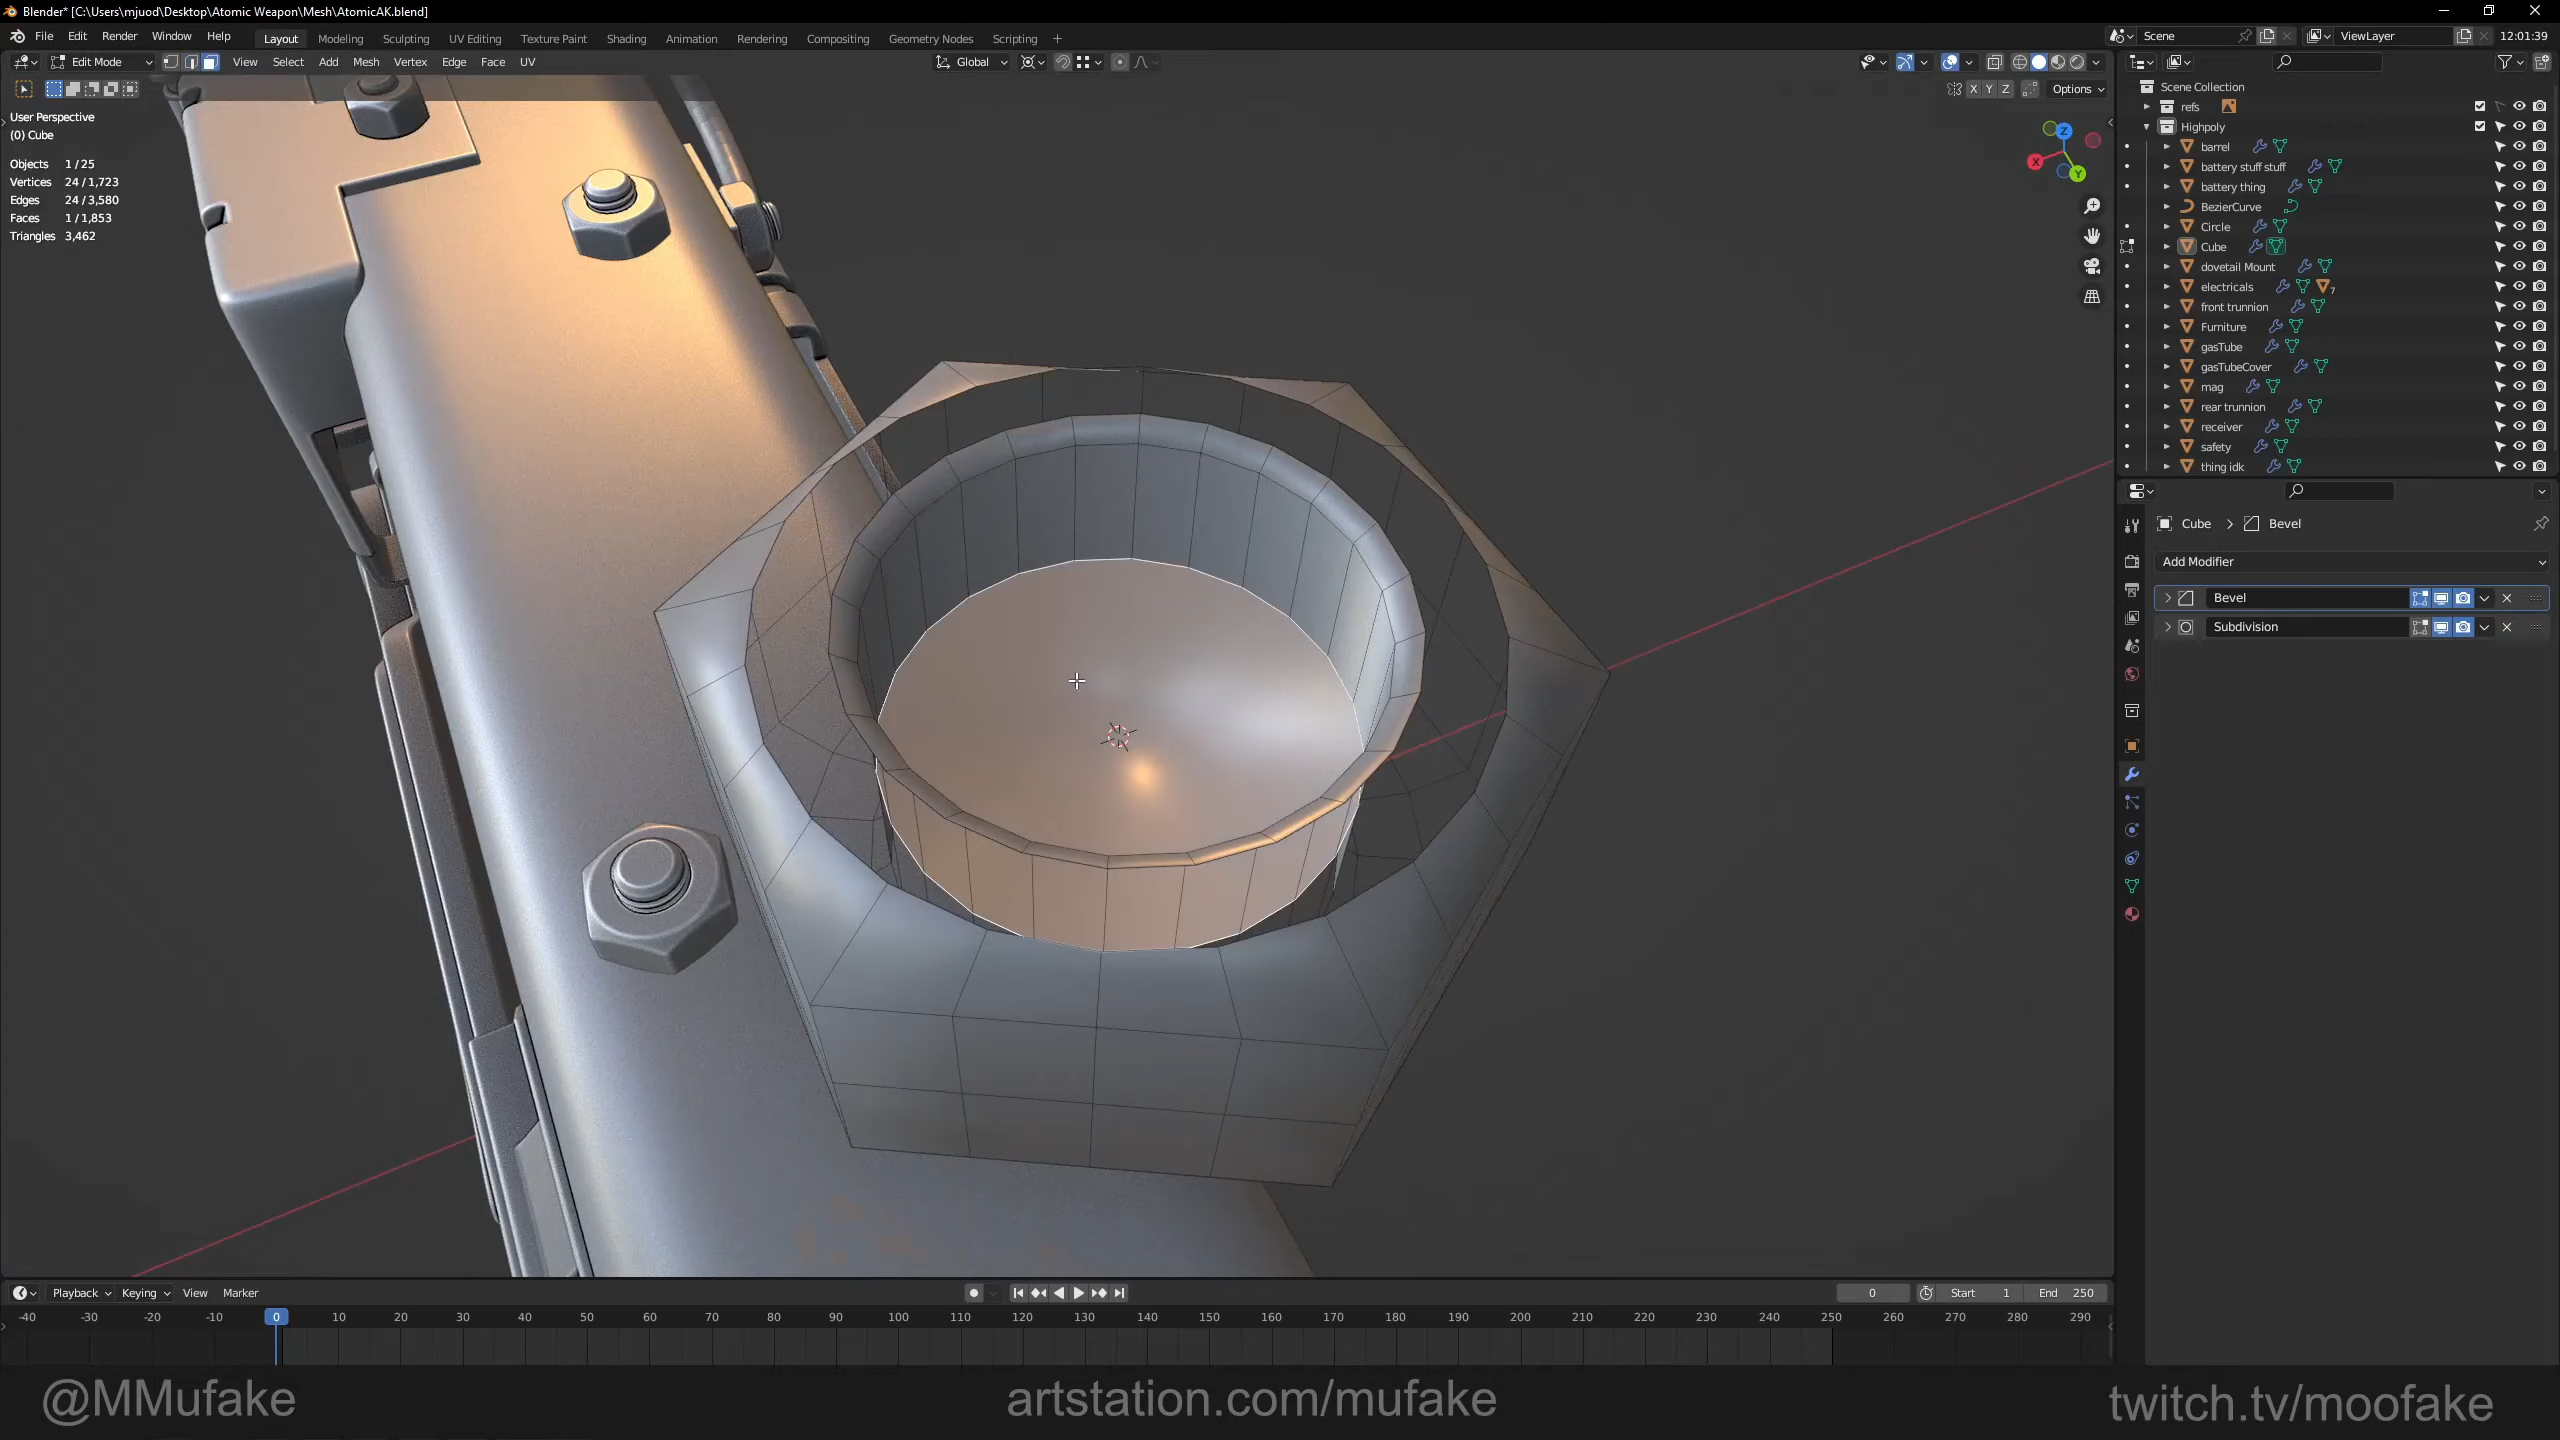 Blender* [C:\Users\mjuod\Desktop\Atomic Weapon\Mesh\AtomicAK.blend]
File Edit Render Window Help Layout Modeling Sculpting UV Editing Texture Paint Shading Animation Rendering Compositing Geometry Nodes Scripting + Scene ViewLayer 12:01:39
Edit Mode View Select Add Mesh Vertex Edge Face UV Global
X Y Z Options
User Perspective
(0) Cube
Objects 1 / 25
Vertices 24 / 1,723
Edges 24 / 3,580
Faces 1 / 1,853
Triangles 3,462
Z
X
Y
Scene Collection
refs
Highpoly
barrel
battery stuff stuff
battery thing
BezierCurve
Circle
Cube
dovetail Mount
electricals 7
front trunnion
Furniture
gasTube
gasTubeCover
mag
rear trunnion
receiver
safety
thing idk
Cube > Bevel
Add Modifier
Bevel
Subdivision
Playback Keying View Marker 0 Start 1 End 250
-40 -30 -20 -10 0 10 20 30 40 50 60 70 80 90 100 110 120 130 140 150 160 170 180 190 200 210 220 230 240 250 260 270 280 290
@MMufake artstation.com/mufake twitch.tv/moofake